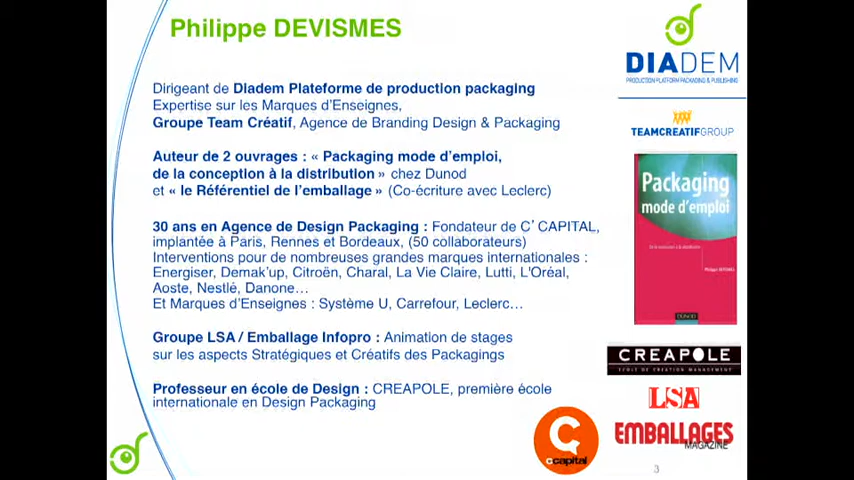 Philippe DEVISMES
Dirigeant de Diadem Plateforme de production packaging
Expertise sur les Marques d'Enseignes,
Groupe Team Créatif, Agence de Branding Design & Packaging
Auteur de 2 ouvrages : « Packaging mode d'emploi,
de la conception à la distribution » chez Dunod
et « le Référentiel de l'emballage » (Co-écriture avec Leclerc)
30 ans en Agence de Design Packaging : Fondateur de C' CAPITAL,
implantée à Paris, Rennes et Bordeaux, (50 collaborateurs)
Interventions pour de nombreuses grandes marques internationales :
Energiser, Demak'up, Citroën, Charal, La Vie Claire, Lutti, L'Oréal,
Aoste, Nestlé, Danone...
Et Marques d'Enseignes : Système U, Carrefour, Leclerc...
Groupe LSA / Emballage Infopro : Animation de stages
sur les aspects Stratégiques et Créatifs des Packagings
Professeur en école de Design : CREAPOLE, première école
internationale en Design Packaging
DIADEM
PRODUCTION PLATFORM PACKAGING & PUBLISHING
TEAMCREATIFGROUP
Packaging
mode d'emploi
DUNOD
CREAPOLE
ECOLE DE CREATION MANAGEMENT
LSA
EMBALLAGES
MAGAZINE
c capital
3